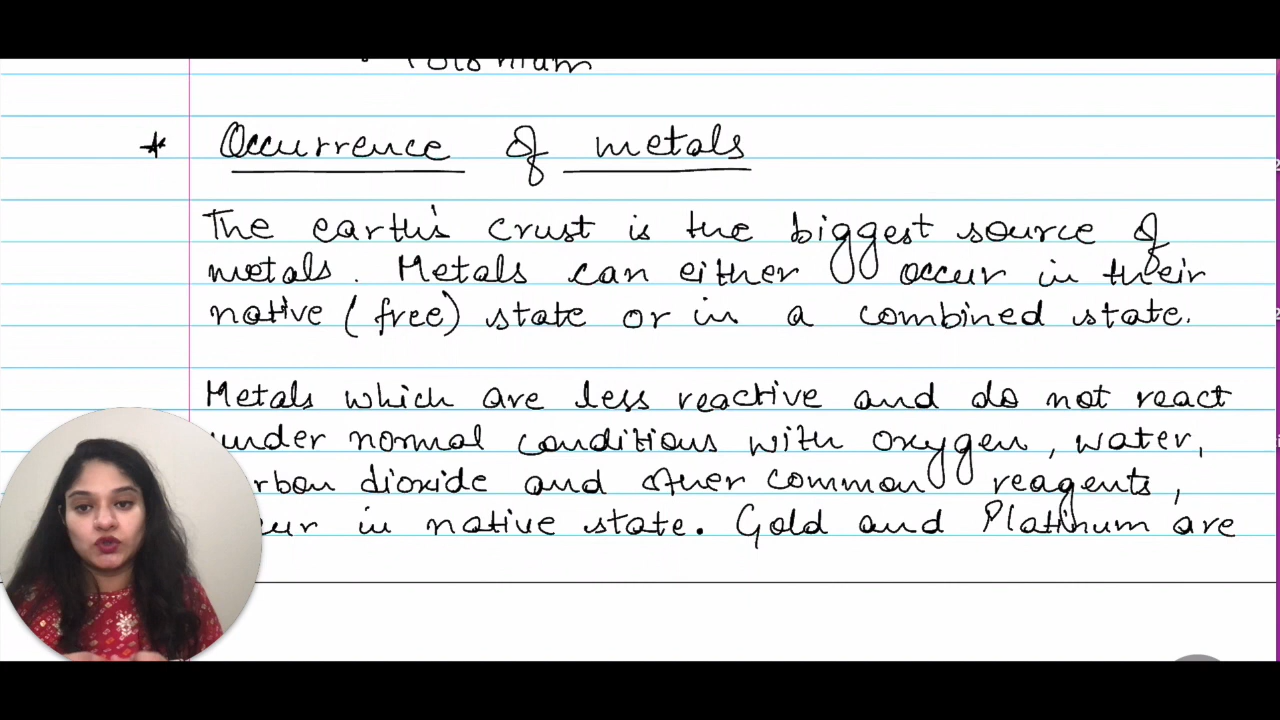 * Occurrence of metals
The earth's crust is the biggest source of
metals. Metals can either occur in their
native (free) state or in a combined state.
Metals which are less reactive and do not react
under normal conditions with oxygen, water,
dioxide and other common reagents,
in native state. Gold and Platinum are